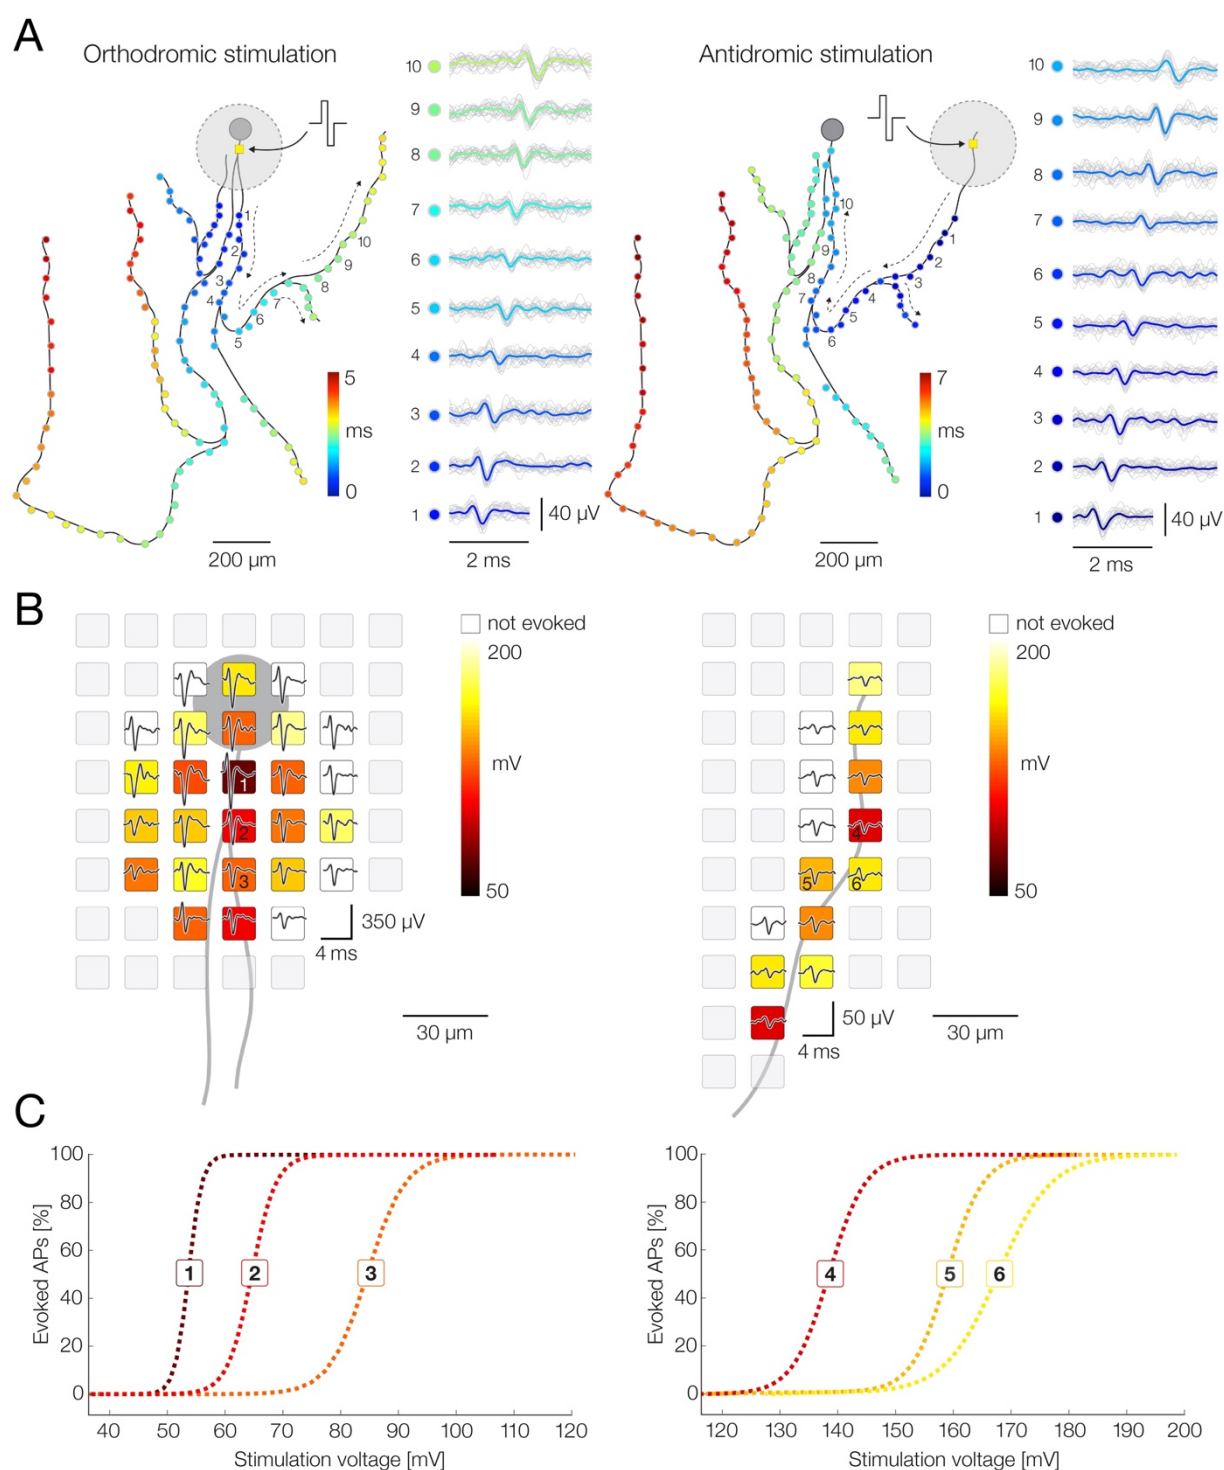 A
Orthodromic stimulation
10
9
8
7
6
5
4
3
2
1
1
2
3
4
5
6
7
8
9
10
5
ms
0
200 µm
2 ms
40 µV
Antidromic stimulation
10
9
8
7
6
5
4
3
2
1
1
2
3
4
5
6
7
8
9
10
7
ms
0
200 µm
2 ms
40 µV
B
not evoked
200
mV
50
1
2
3
350 µV
4 ms
30 µm
not evoked
200
mV
50
4
5
6
50 µV
4 ms
30 µm
C
Evoked APs [%]
100
80
60
40
20
0
1
2
3
40 50 60 70 80 90 100 110 120
Stimulation voltage [mV]
Evoked APs [%]
100
80
60
40
20
0
4
5
6
120 130 140 150 160 170 180 190 200
Stimulation voltage [mV]